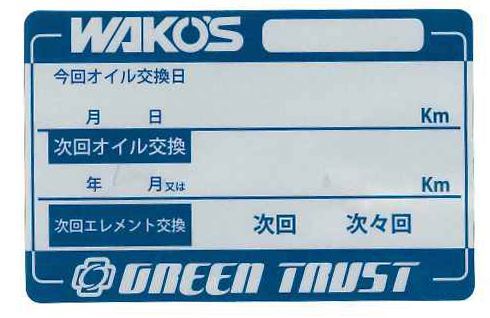 WAKO'S
今回オイル交換日
月 日 Km
次回オイル交換
年 月又は Km
次回エレメント交換 次回 次々回
GREEN TRUST